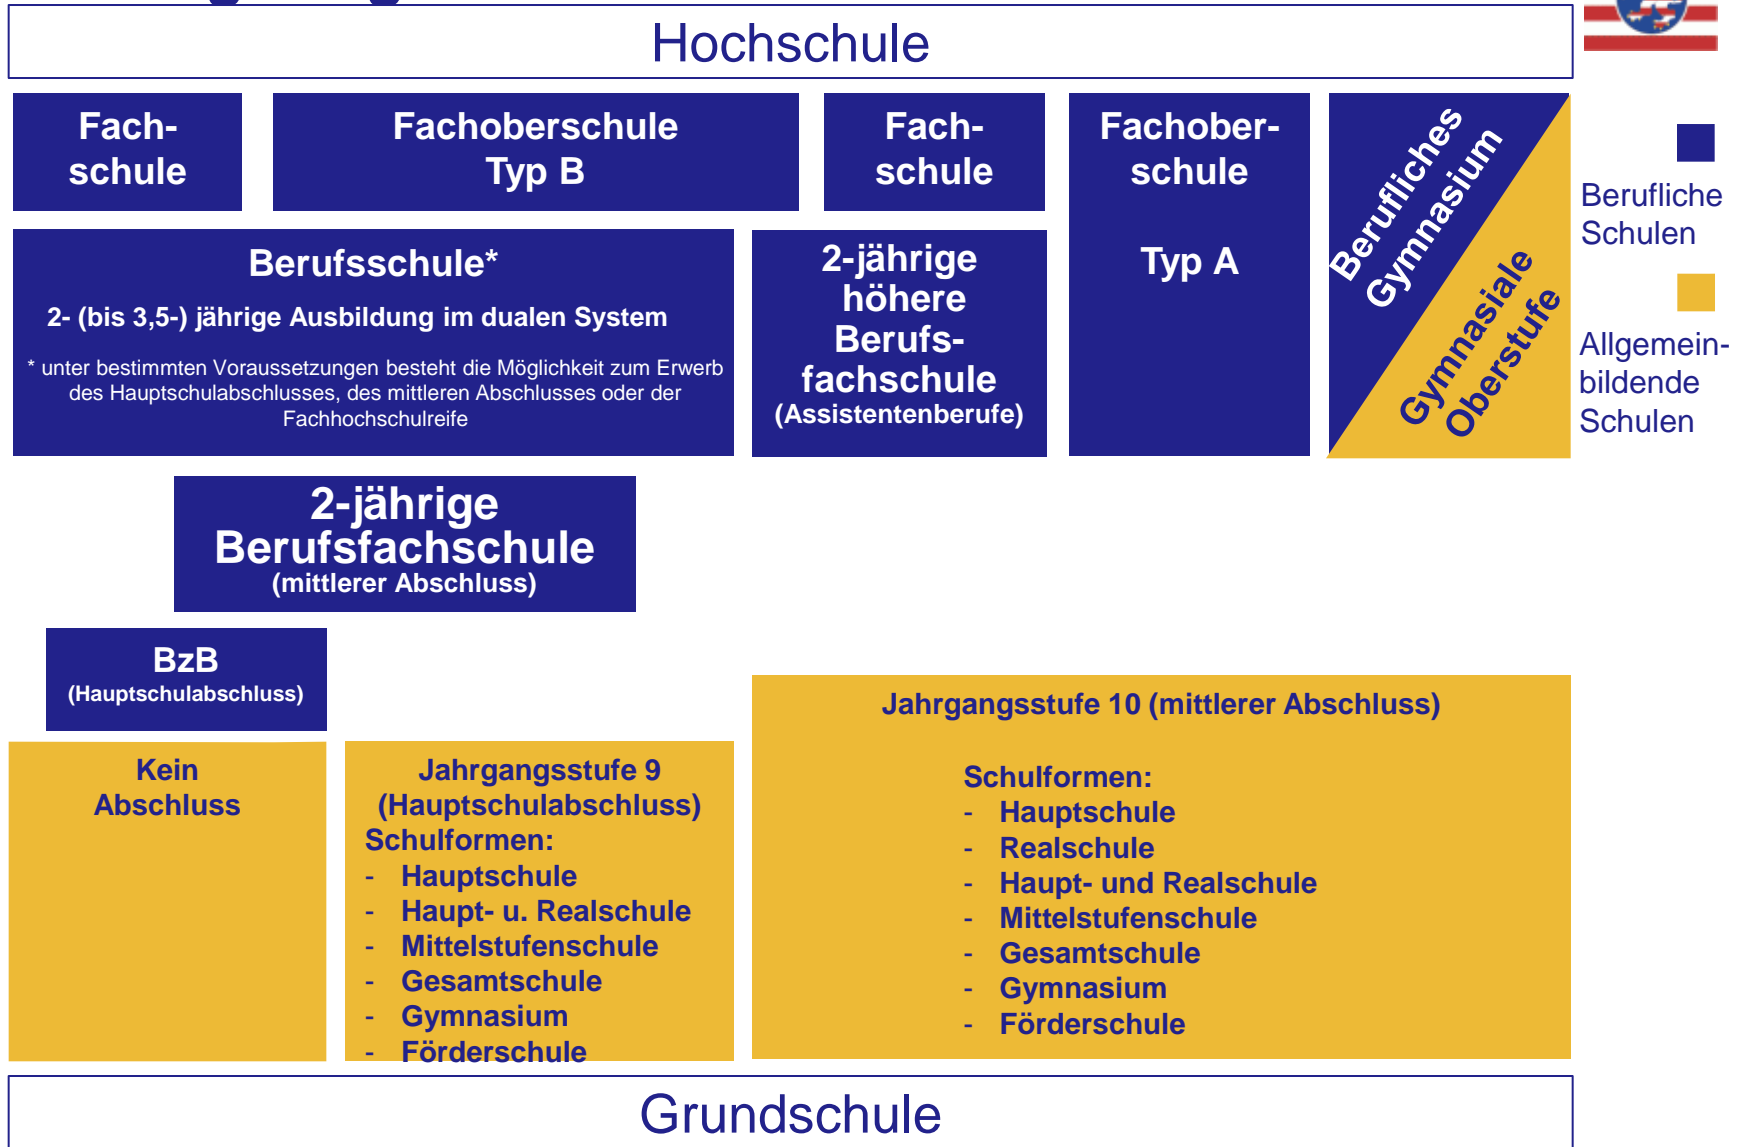 Hochschule
Fach-
schule
Fachoberschule
Typ B
Fach-
schule
Fachober-
schule
Typ A
Berufliches
Gymnasium
Gymnasiale
Oberstufe
Berufliche
Schulen
Allgemein-
bildende
Schulen
Berufsschule*
2- (bis 3,5-) jährige Ausbildung im dualen System
* unter bestimmten Voraussetzungen besteht die Möglichkeit zum Erwerb
des Hauptschulabschlusses, des mittleren Abschlusses oder der
Fachhochschulreife
2-jährige
höhere
Berufs-
fachschule
(Assistentenberufe)
2-jährige
Berufsfachschule
(mittlerer Abschluss)
BzB
(Hauptschulabschluss)
Kein
Abschluss
Jahrgangsstufe 9
(Hauptschulabschluss)
Schulformen:
- Hauptschule
- Haupt- u. Realschule
- Mittelstufenschule
- Gesamtschule
- Gymnasium
- Förderschule
Jahrgangsstufe 10 (mittlerer Abschluss)
Schulformen:
- Hauptschule
- Realschule
- Haupt- und Realschule
- Mittelstufenschule
- Gesamtschule
- Gymnasium
- Förderschule
Grundschule